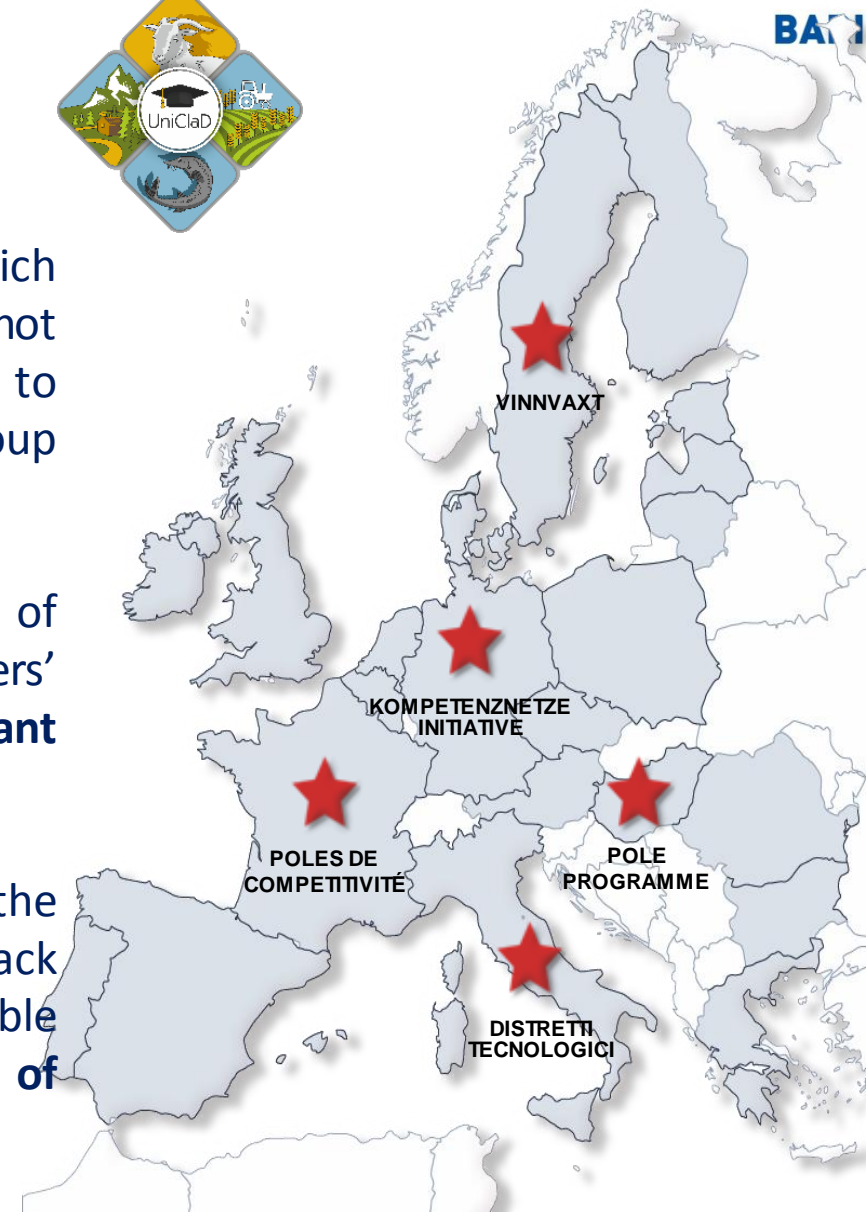 UniClaD
ich
not
to
oup
of
ers’
ant
the
ack
ble
of
VINNVAXT
KOMPETENZNETZE
INITIATIVE
POLES DE
COMPETITIVITÉ
POLE
PROGRAMME
DISTRETTI
TECNOLOGICI